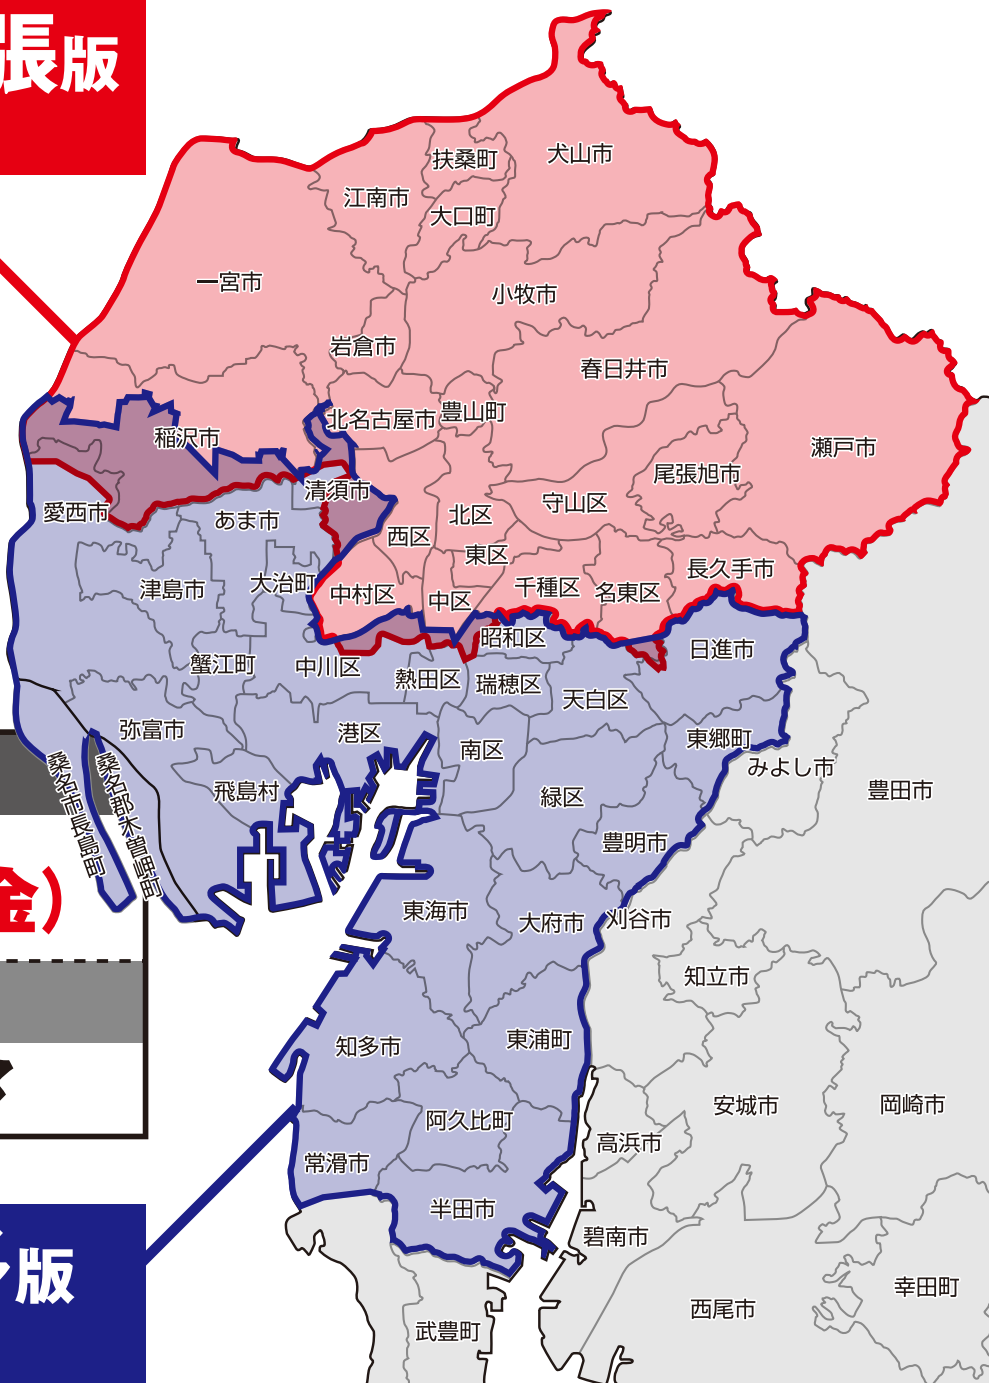 張版
犬山市
扶桑町
江南市
大口町
一宮市
小牧市
岩倉市
春日井市
北名古屋市
豊山町
稲沢市
瀬戸市
尾張旭市
清須市
守山区
愛西市
あま市
北区
西区
東区
長久手市
津島市
大治町
中村区
中区
千種区
名東区
昭和区
日進市
蟹江町
中川区
熱田区
瑞穂区
天白区
弥富市
港区
南区
東郷町
みよし市
桑名市長島町
桑名郡木曽岬町
飛島村
緑区
豊田市
豊明市
金）
東海市
大府市
刈谷市
知立市
知多市
東浦町
安城市
岡崎市
阿久比町
高浜市
常滑市
半田市
碧南市
版
幸田町
西尾市
武豊町